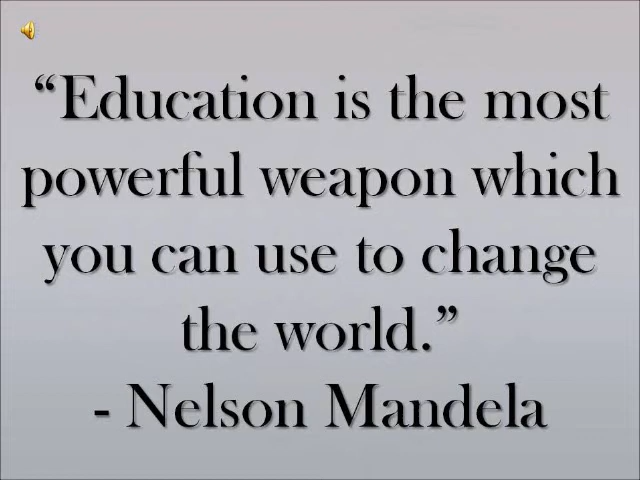 “Education is the most
powerful weapon which
you can use to change
the world.”
- Nelson Mandela